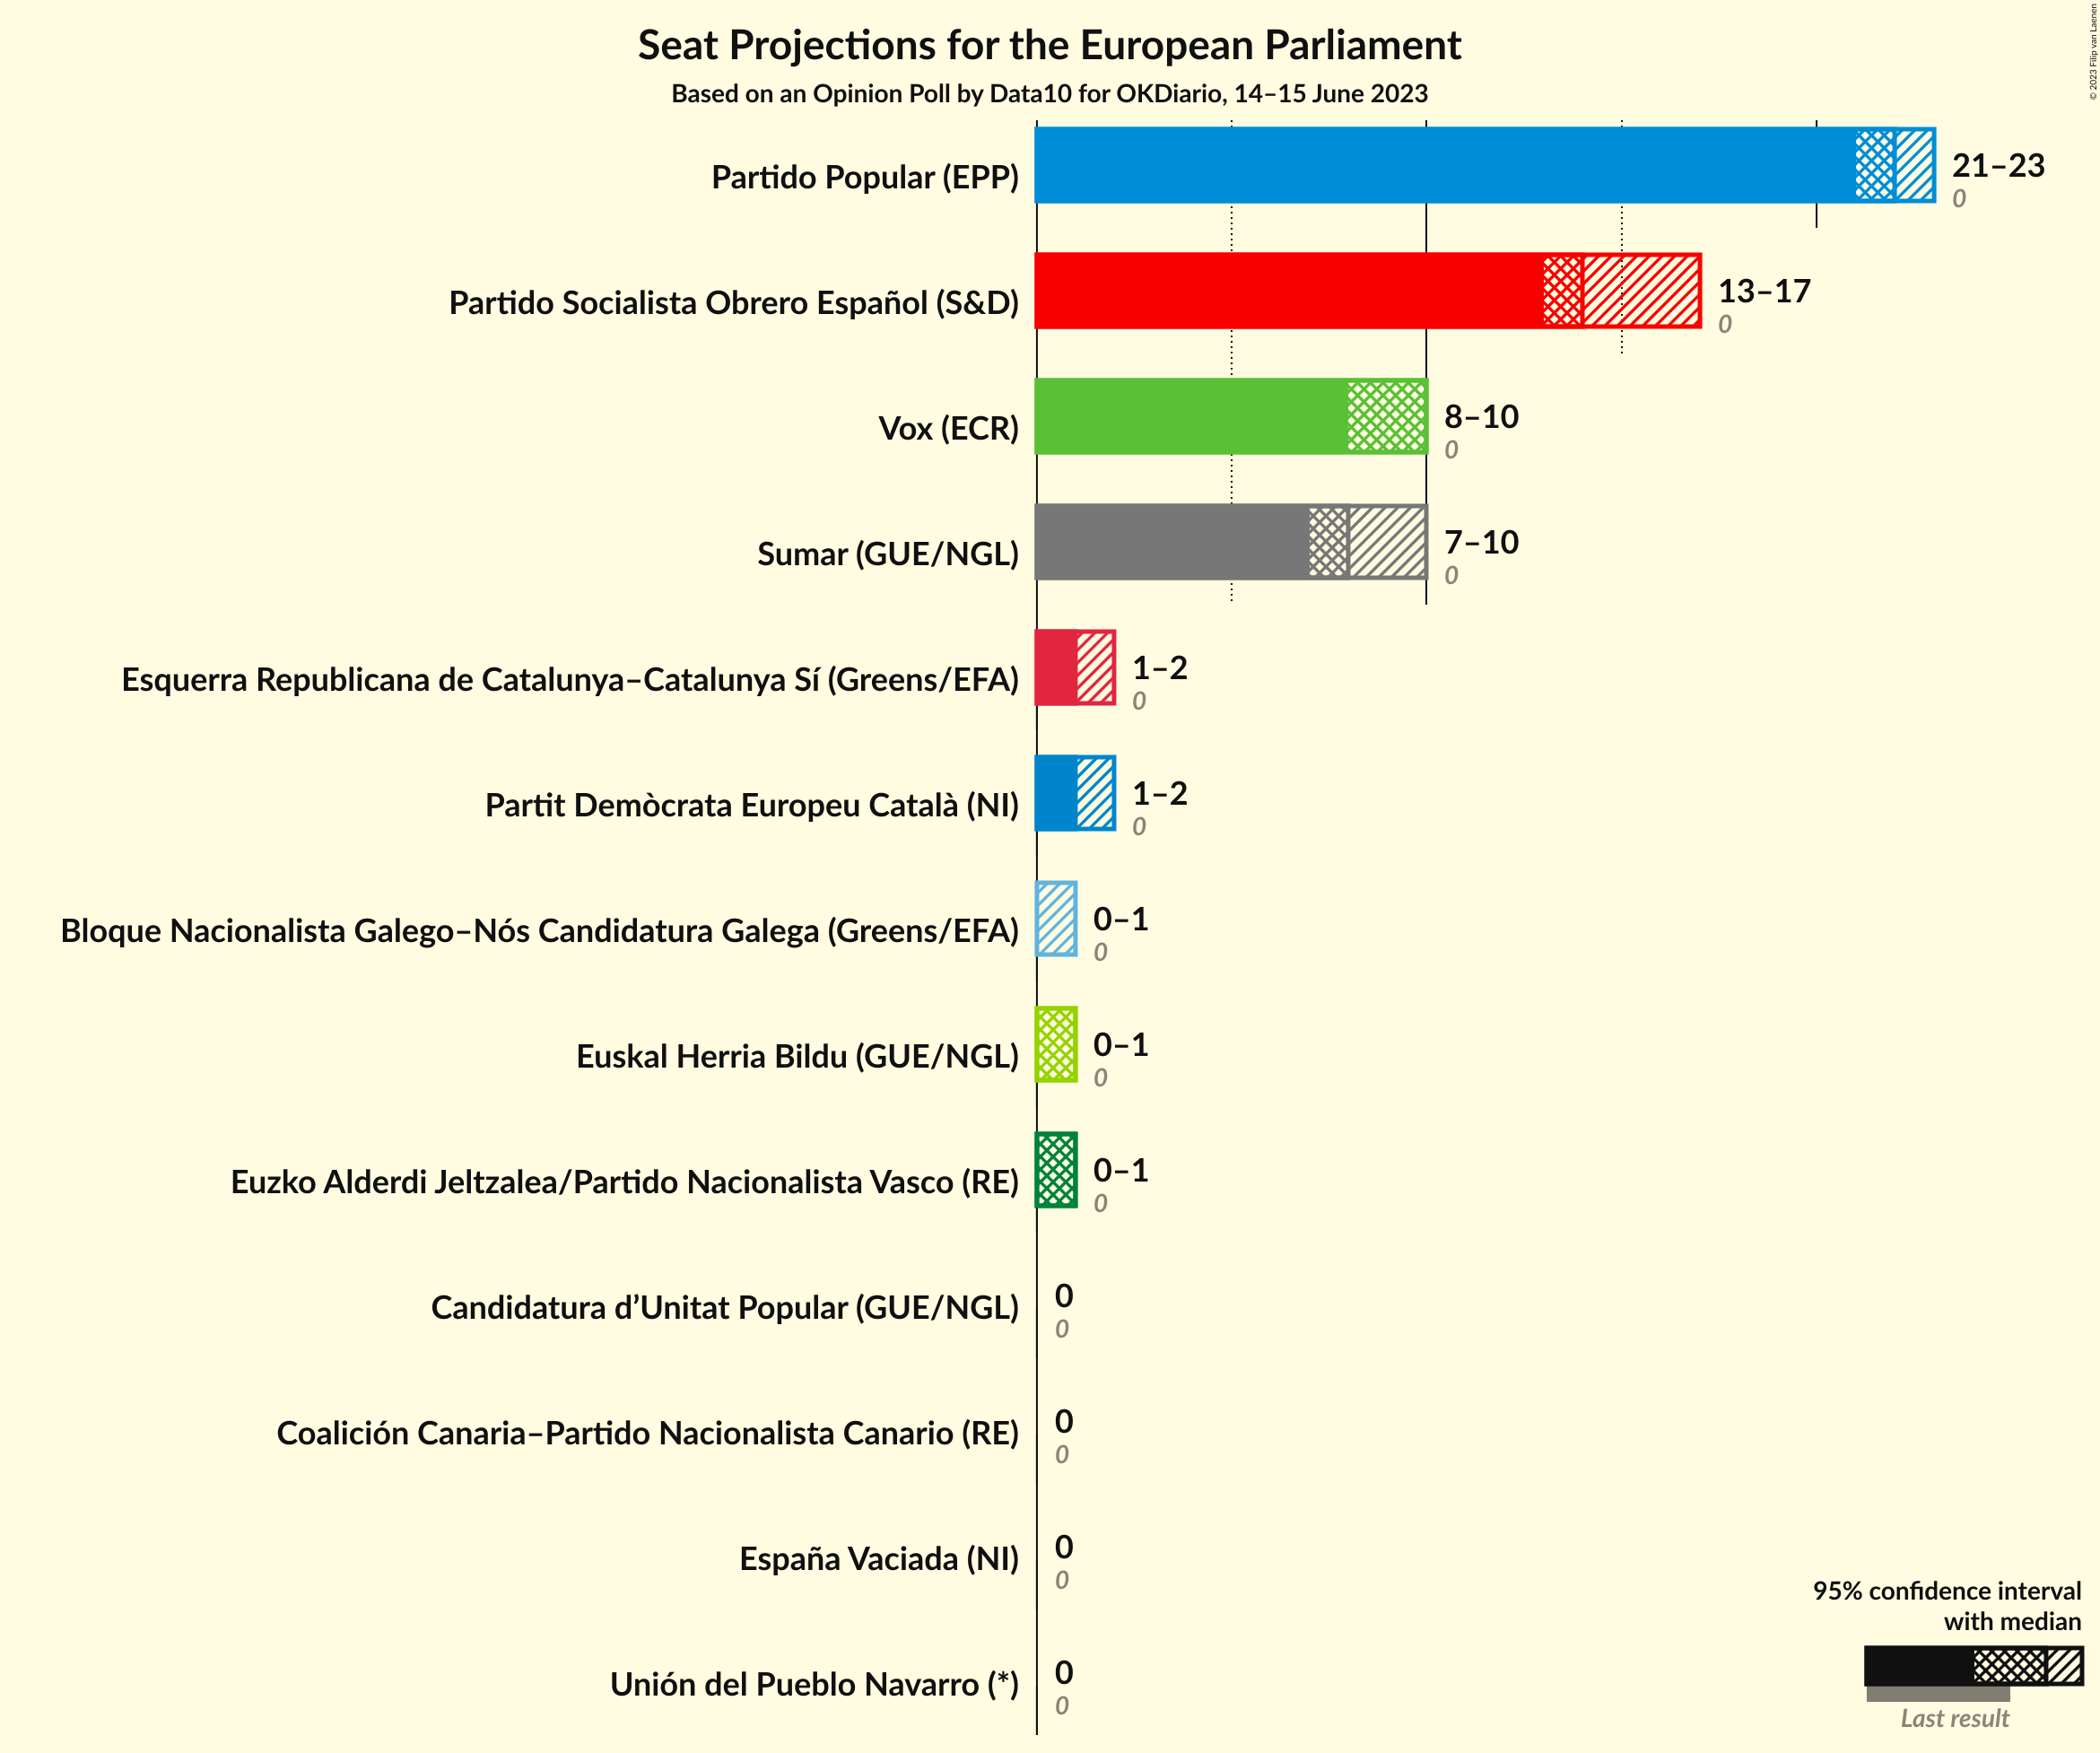 Seat Projections for the European Parliament
Based on an Opinion Poll by Data10 for OKDiario, 14–15 June 2023
© 2023 Filip van Laenen
Partido Popular (EPP)
21–23
0
Partido Socialista Obrero Español (S&D)
13–17
0
Vox (ECR)
8–10
0
Sumar (GUE/NGL)
7–10
0
Esquerra Republicana de Catalunya–Catalunya Sí (Greens/EFA)
1–2
0
Partit Demòcrata Europeu Català (NI)
1–2
0
Bloque Nacionalista Galego–Nós Candidatura Galega (Greens/EFA)
0–1
0
Euskal Herria Bildu (GUE/NGL)
0–1
0
Euzko Alderdi Jeltzalea/Partido Nacionalista Vasco (RE)
0–1
0
Candidatura d’Unitat Popular (GUE/NGL)
0
0
Coalición Canaria–Partido Nacionalista Canario (RE)
0
0
España Vaciada (NI)
0
0
Unión del Pueblo Navarro (*)
0
0
95% confidence interval
with median
Last result